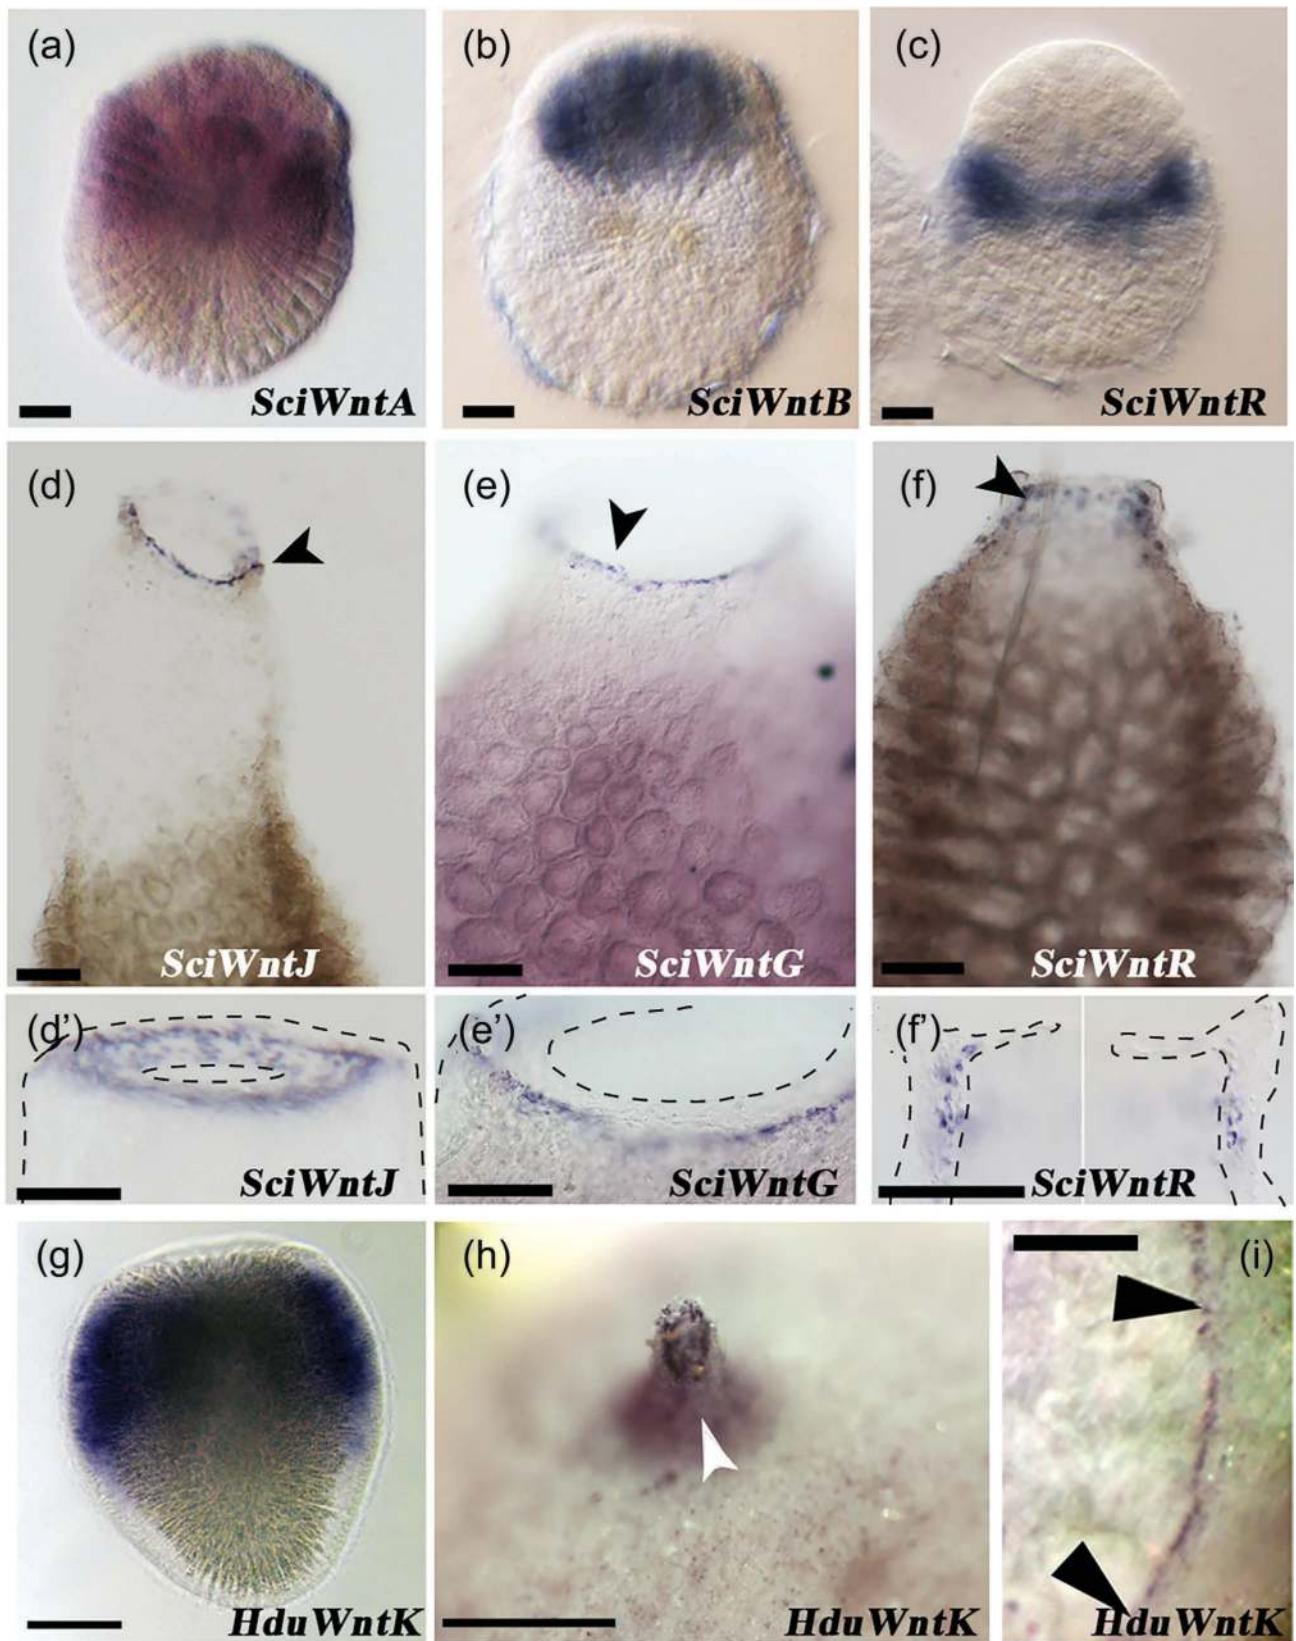 (a)
(b)
(c)
SciWntA
SciWntB
SciWntR
(d)
(e)
(f)
SciWntJ
SciWntG
SciWntR
(d')
(e')
(f')
SciWntJ
SciWntG
SciWntR
(g)
(h)
(i)
HduWntK
HduWntK
HduWntK